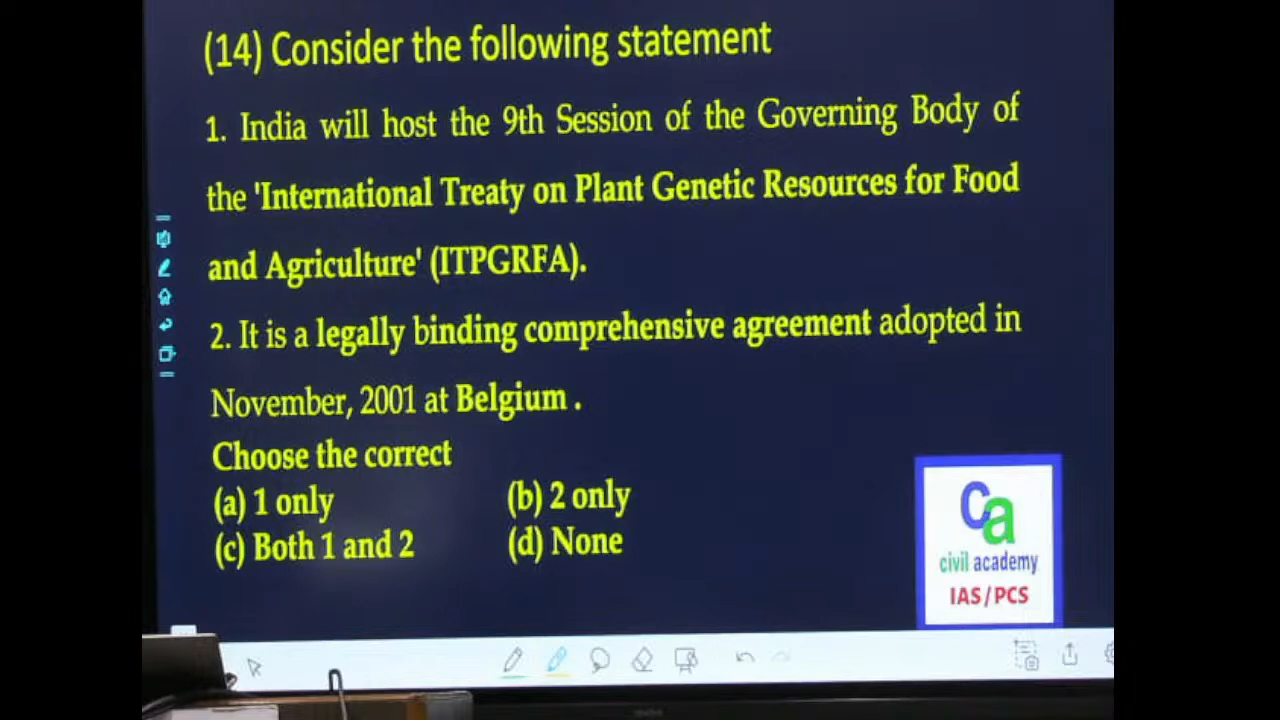 (14) Consider the following statement
1. India will host the 9th Session of the Governing Body of
the 'International Treaty on Plant Genetic Resources for Food
and Agriculture' (ITPGRFA).
2. It is a legally binding comprehensive agreement adopted in
November, 2001 at Belgium .
Choose the correct
(a) 1 only (b) 2 only
(c) Both 1 and 2 (d) None
Ca
civil academy
IAS/PCS